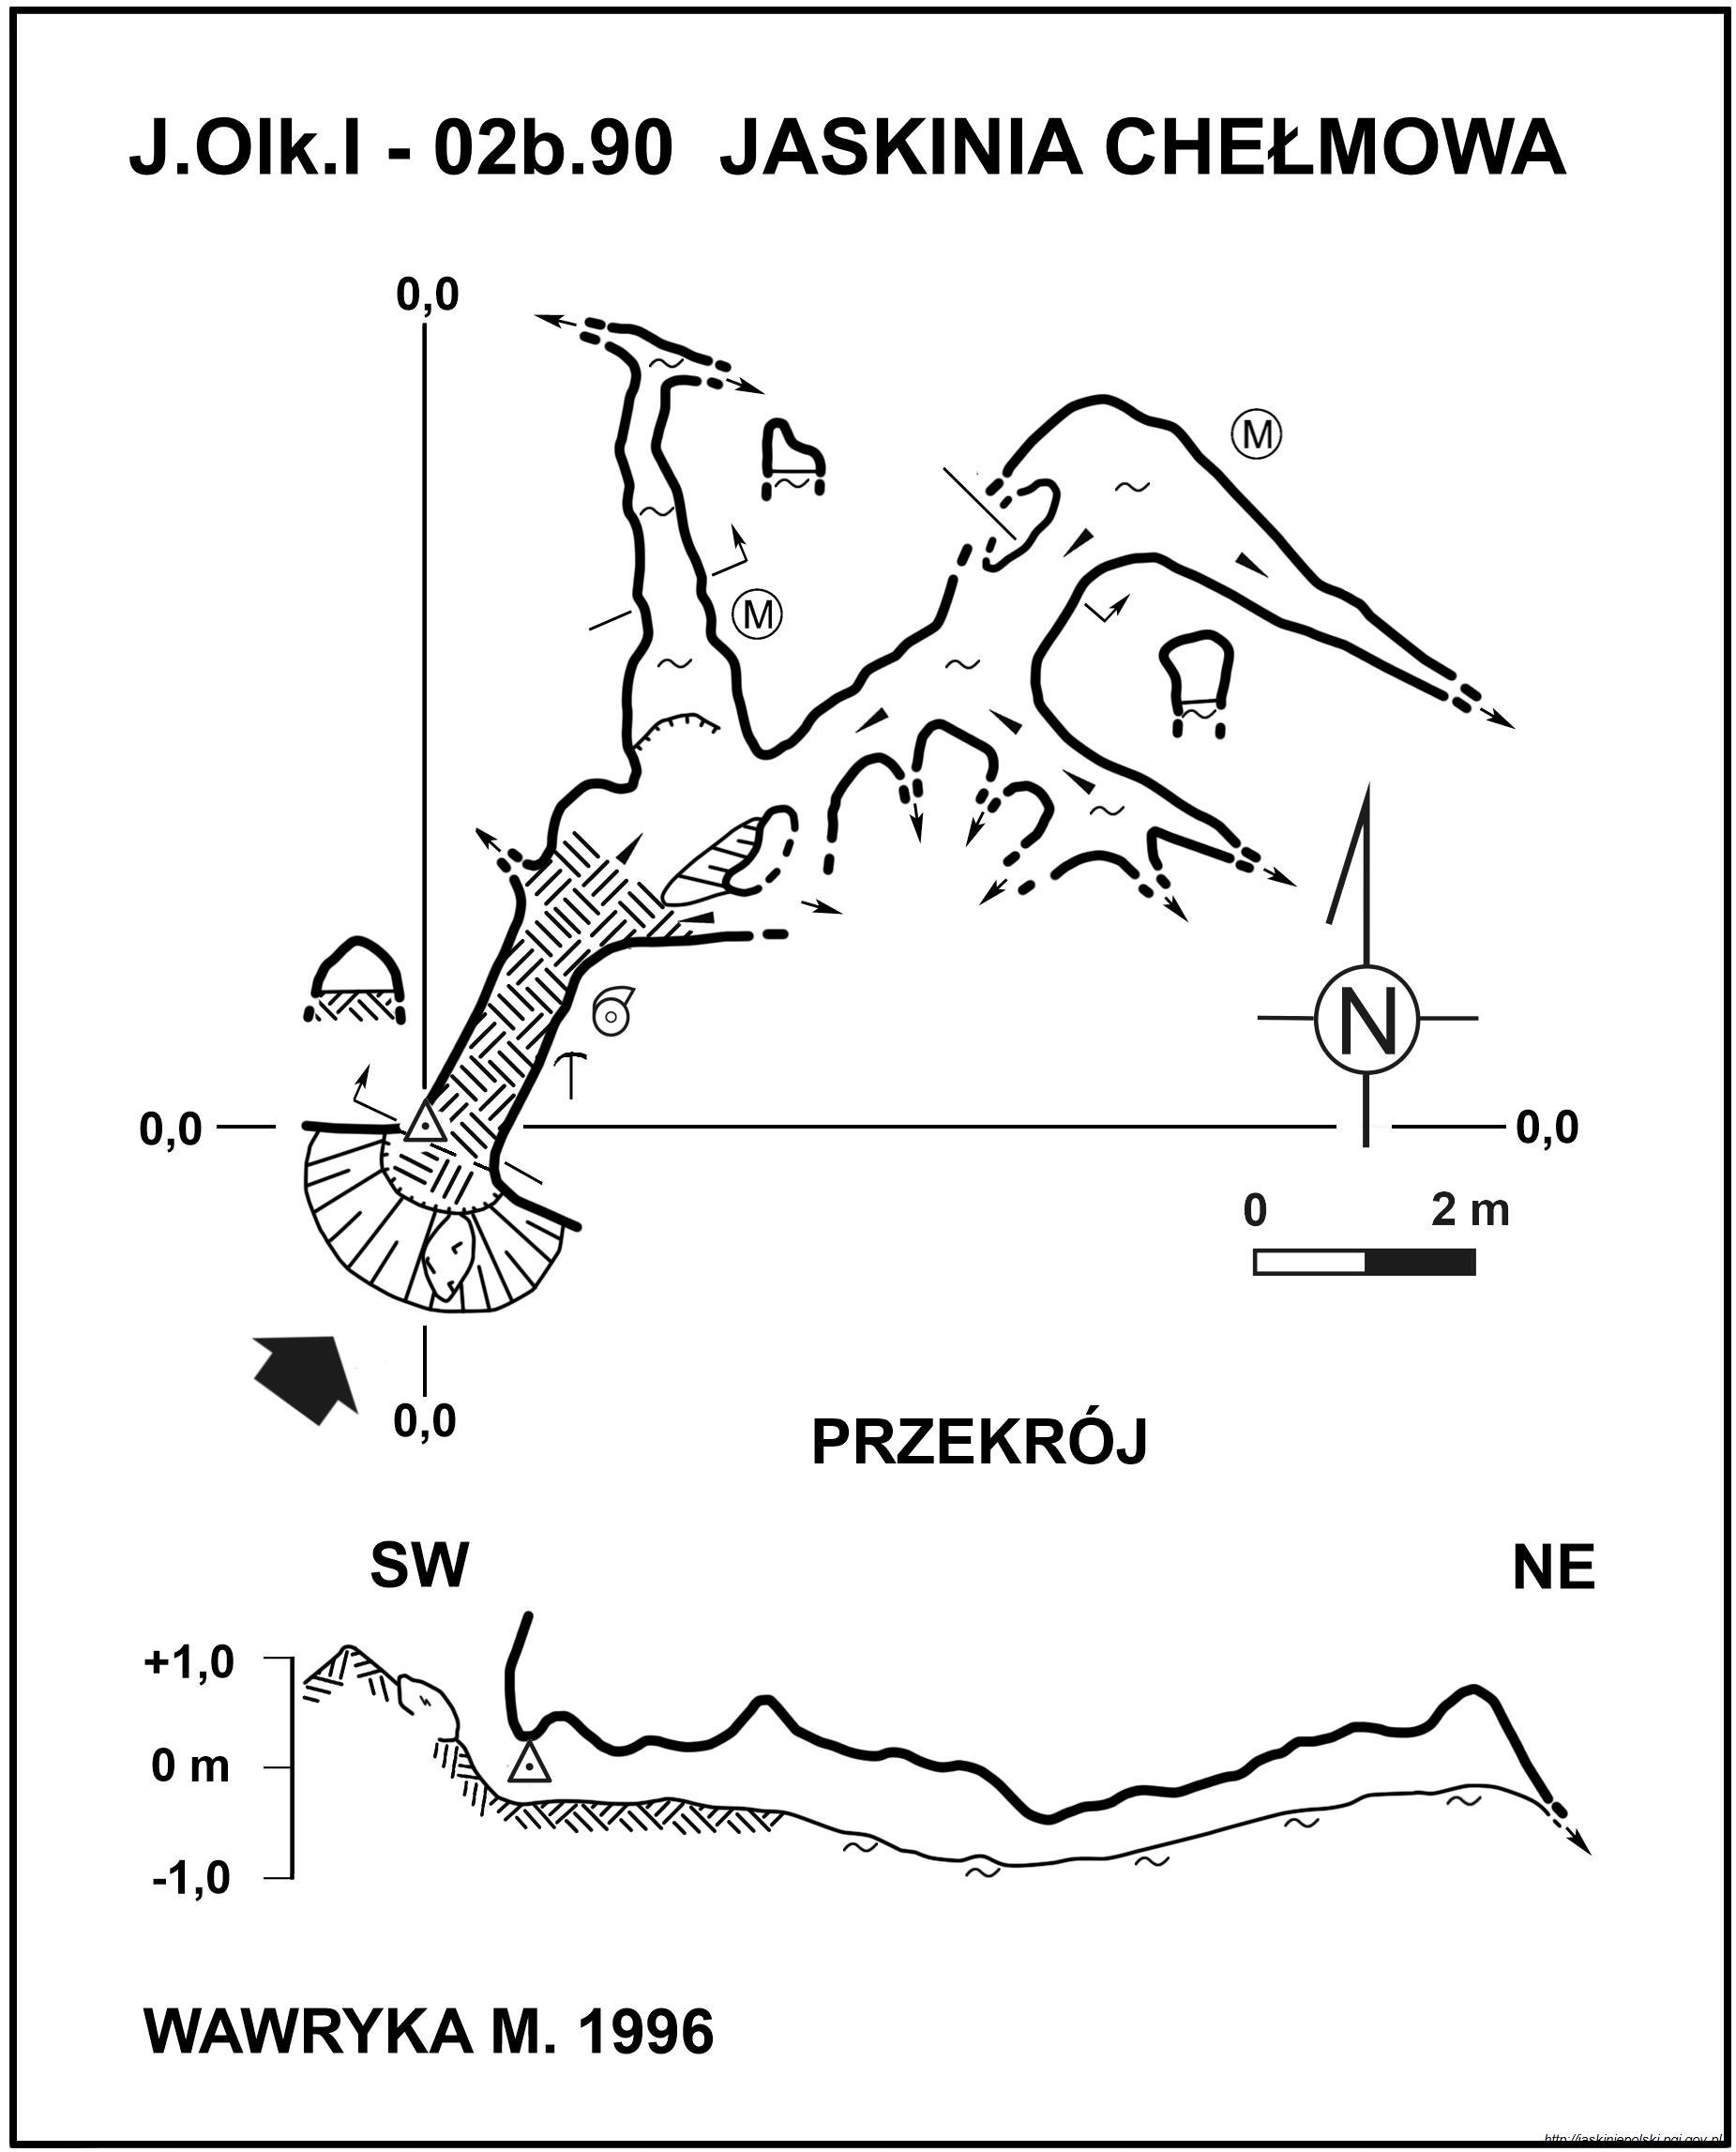 J.Olk.I - 02b.90 JASKINIA CHEŁMOWA
0,0
M
M
N
0,0
0,0
0 2 m
0,0
PRZEKRÓJ
SW NE
+1,0
0 m
-1,0
WAWRYKA M. 1996
http://jaskiniepolski.pgi.gov.pl